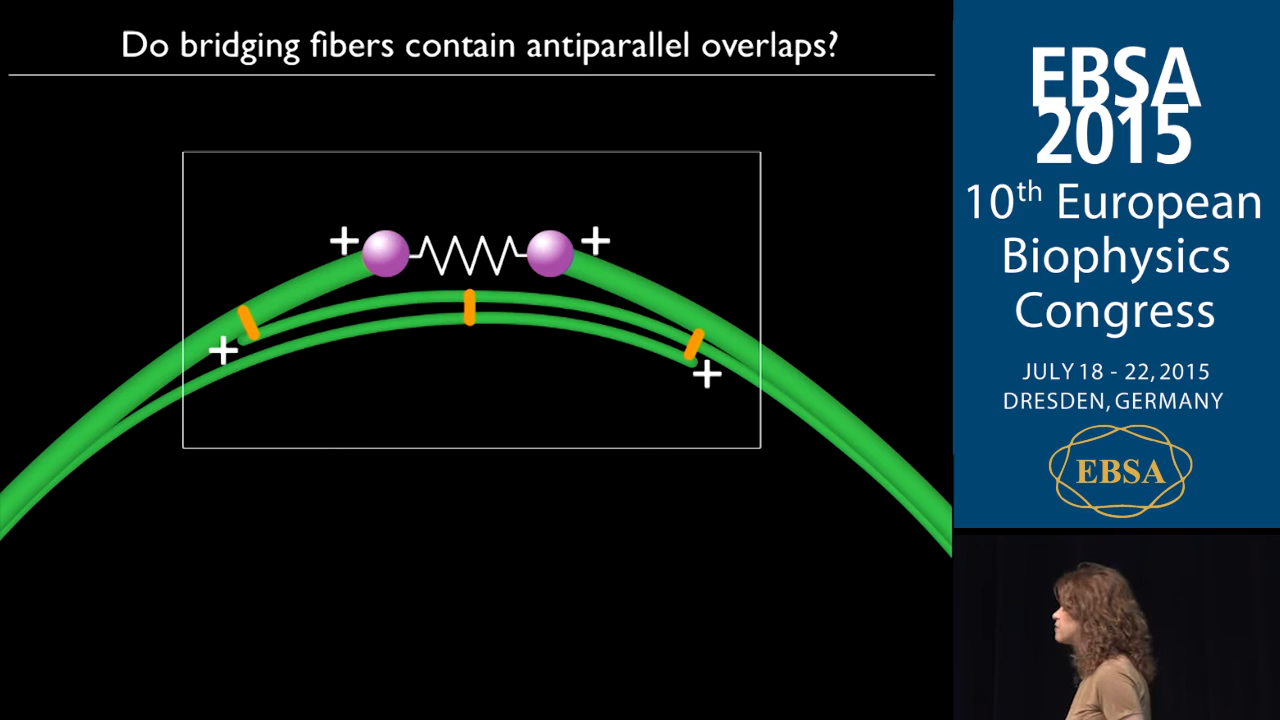 Do bridging fibers contain antiparallel overlaps?
+
+
+
+
EBSA
2015
10th European
Biophysics
Congress
JULY 18 - 22, 2015
DRESDEN, GERMANY
EBSA